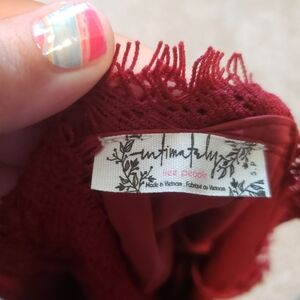 intimately
free people
Made in Vietnam . Fabriqué au Vietnam
S P